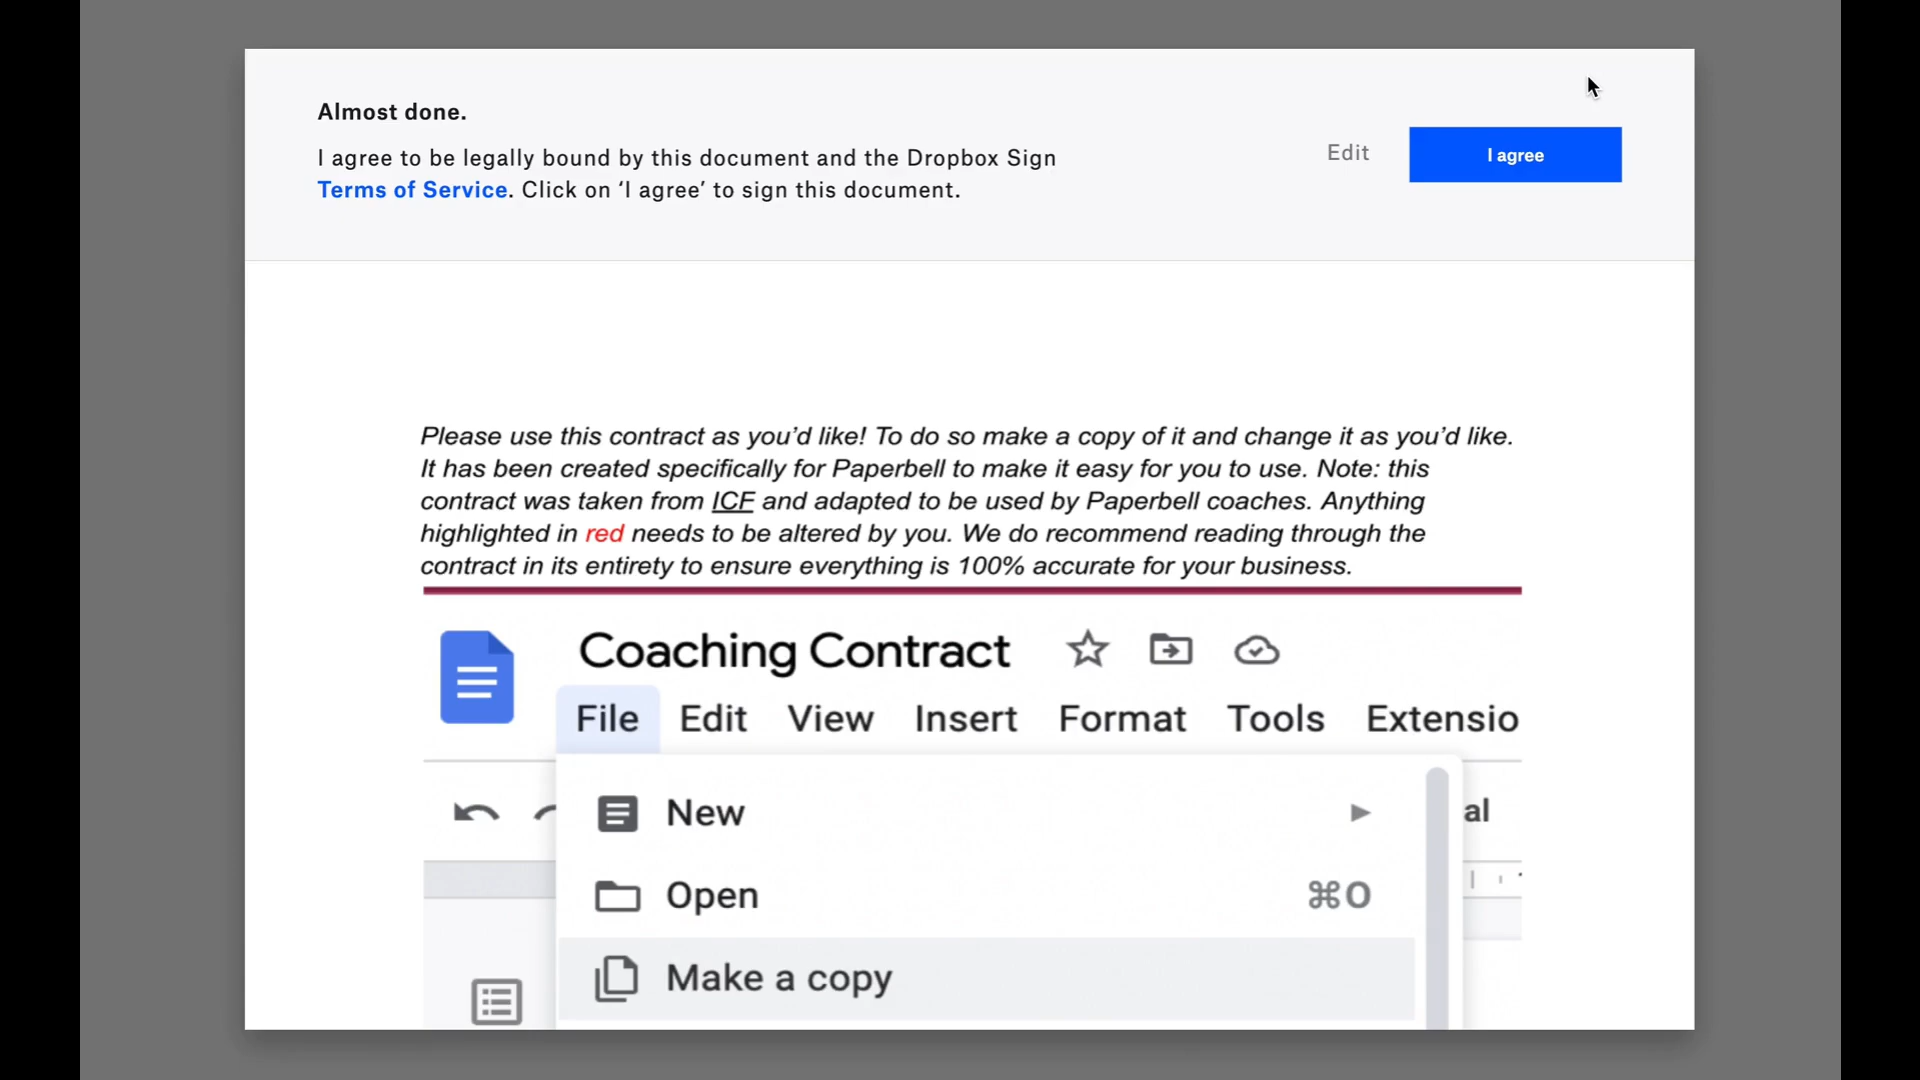 Almost done.
I agree to be legally bound by this document and the Dropbox Sign
Terms of Service. Click on ‘I agree’ to sign this document.
Edit
I agree
Please use this contract as you’d like! To do so make a copy of it and change it as you’d like.
It has been created specifically for Paperbell to make it easy for you to use. Note: this
contract was taken from ICF and adapted to be used by Paperbell coaches. Anything
highlighted in red needs to be altered by you. We do recommend reading through the
contract in its entirety to ensure everything is 100% accurate for your business.
Coaching Contract
File Edit View Insert Format Tools Extensio
New
al
Open ⌘O
Make a copy